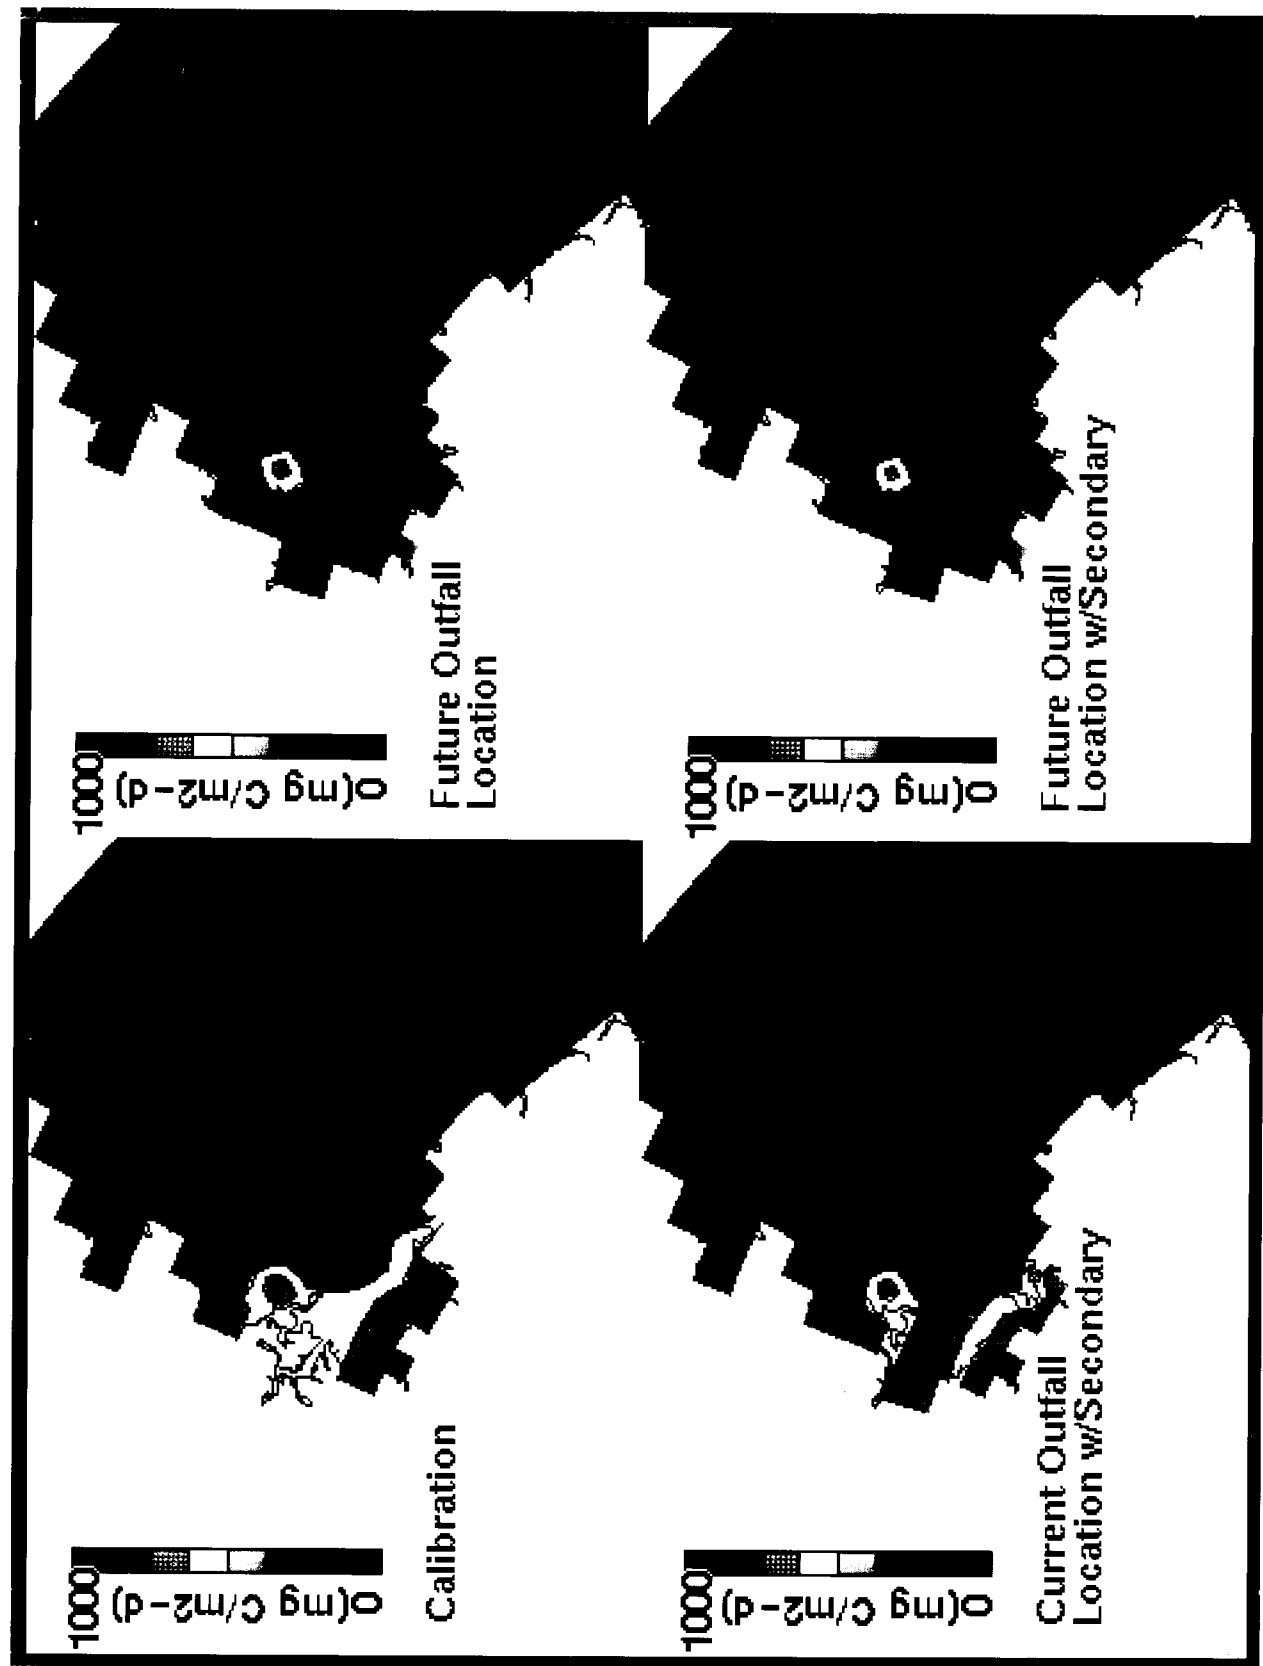 1000
0(mg C/m2-d)
Calibration
1000
0(mg C/m2-d)
Future Outfall
Location
1000
0(mg C/m2-d)
Current Outfall
Location w/Secondary
1000
0(mg C/m2-d)
Future Outfall
Location w/Secondary